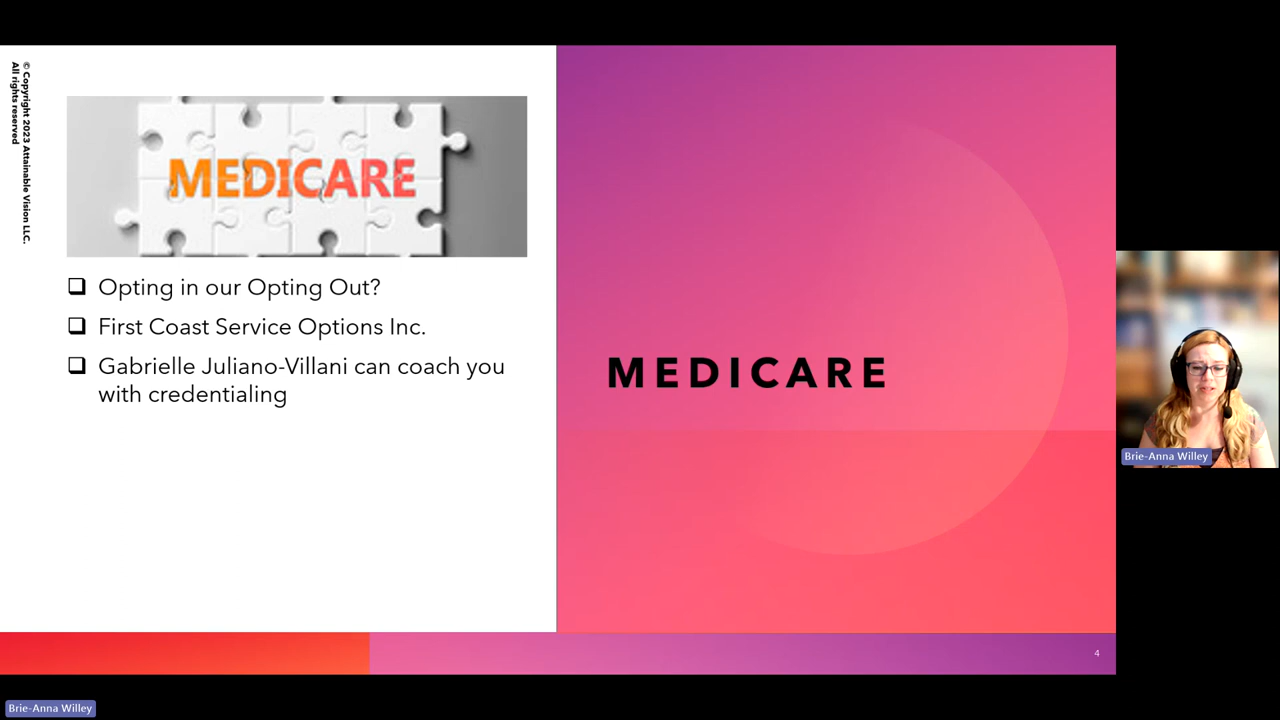 © Copyright 2023 Attainable Vision LLC.
All rights reserved
MEDICARE
❑ Opting in our Opting Out?
❑ First Coast Service Options Inc.
❑ Gabrielle Juliano-Villani can coach you
with credentialing
MEDICARE
4
Brie-Anna Willey
Brie-Anna Willey